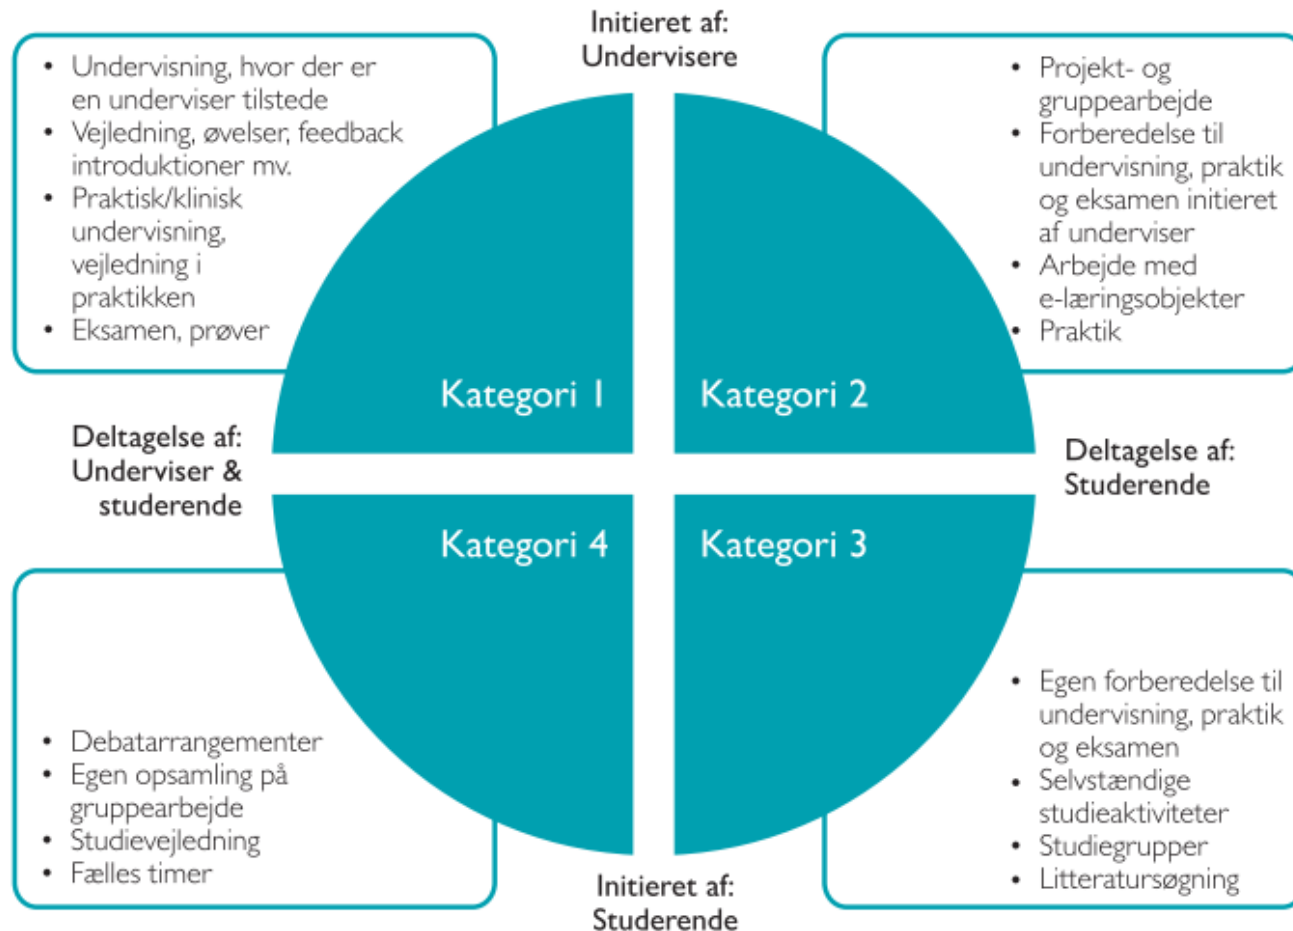 Initieret af:
Undervisere
• Undervisning, hvor der er
en underviser tilstede
• Vejledning, øvelser, feedback
introduktioner mv.
• Praktisk/klinisk
undervisning,
vejledning i
praktikken
• Eksamen, prøver
• Projekt- og
gruppearbejde
• Forberedelse til
undervisning, praktik
og eksamen initieret
af underviser
• Arbejde med
e-læringsobjekter
• Praktik
Kategori 1
Kategori 2
Deltagelse af:
Underviser &
studerende
Deltagelse af:
Studerende
Kategori 4
Kategori 3
• Debatarrangementer
• Egen opsamling på
gruppearbejde
• Studievejledning
• Fælles timer
• Egen forberedelse til
undervisning, praktik
og eksamen
• Selvstændige
studieaktiviteter
• Studiegrupper
• Litteratursøgning
Initieret af:
Studerende